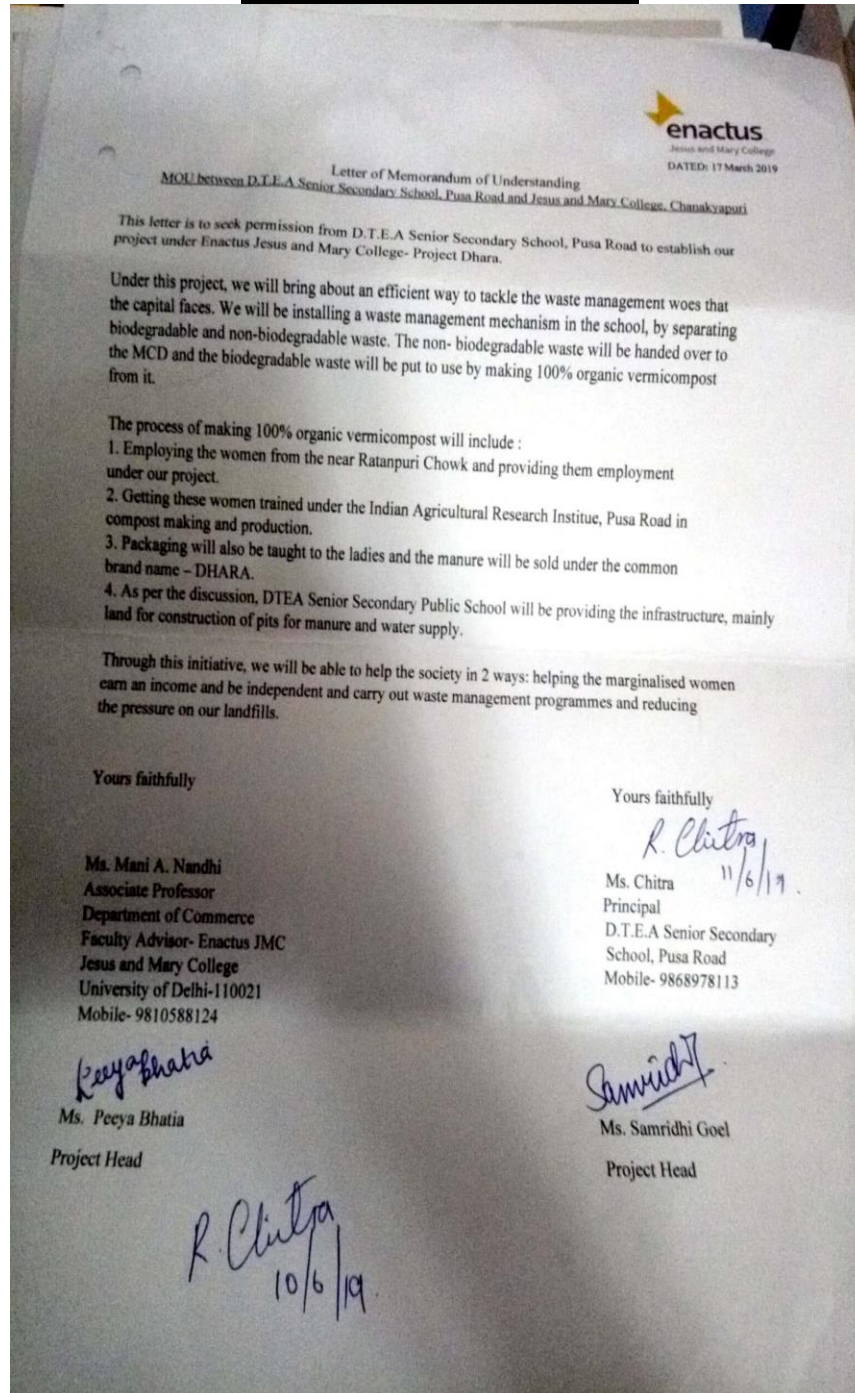 enactus
Jesus and Mary College
DATED: 17 March 2019
Letter of Memorandum of Understanding
MOU between D.T.E.A Senior Secondary School, Pusa Road and Jesus and Mary College, Chanakyapuri
This letter is to seek permission from D.T.E.A Senior Secondary School, Pusa Road to establish our
project under Enactus Jesus and Mary College- Project Dhara.
Under this project, we will bring about an efficient way to tackle the waste management woes that
the capital faces. We will be installing a waste management mechanism in the school, by separating
biodegradable and non-biodegradable waste. The non- biodegradable waste will be handed over to
the MCD and the biodegradable waste will be put to use by making 100% organic vermicompost
from it.
The process of making 100% organic vermicompost will include :
1. Employing the women from the near Ratanpuri Chowk and providing them employment
under our project.
2. Getting these women trained under the Indian Agricultural Research Institue, Pusa Road in
compost making and production.
3. Packaging will also be taught to the ladies and the manure will be sold under the common
brand name – DHARA.
4. As per the discussion, DTEA Senior Secondary Public School will be providing the infrastructure, mainly
land for construction of pits for manure and water supply.
Through this initiative, we will be able to help the society in 2 ways: helping the marginalised women
earn an income and be independent and carry out waste management programmes and reducing
the pressure on our landfills.
Yours faithfully
Ms. Mani A. Nandhi
Associate Professor
Department of Commerce
Faculty Advisor- Enactus JMC
Jesus and Mary College
University of Delhi-110021
Mobile- 9810588124
Yours faithfully
R. Chitra
11/6/19.
Ms. Chitra
Principal
D.T.E.A Senior Secondary
School, Pusa Road
Mobile- 9868978113
Peeya Bhatia
Ms. Peeya Bhatia
Project Head
Samridhi
Ms. Samridhi Goel
Project Head
R. Chitra
10/6/19.